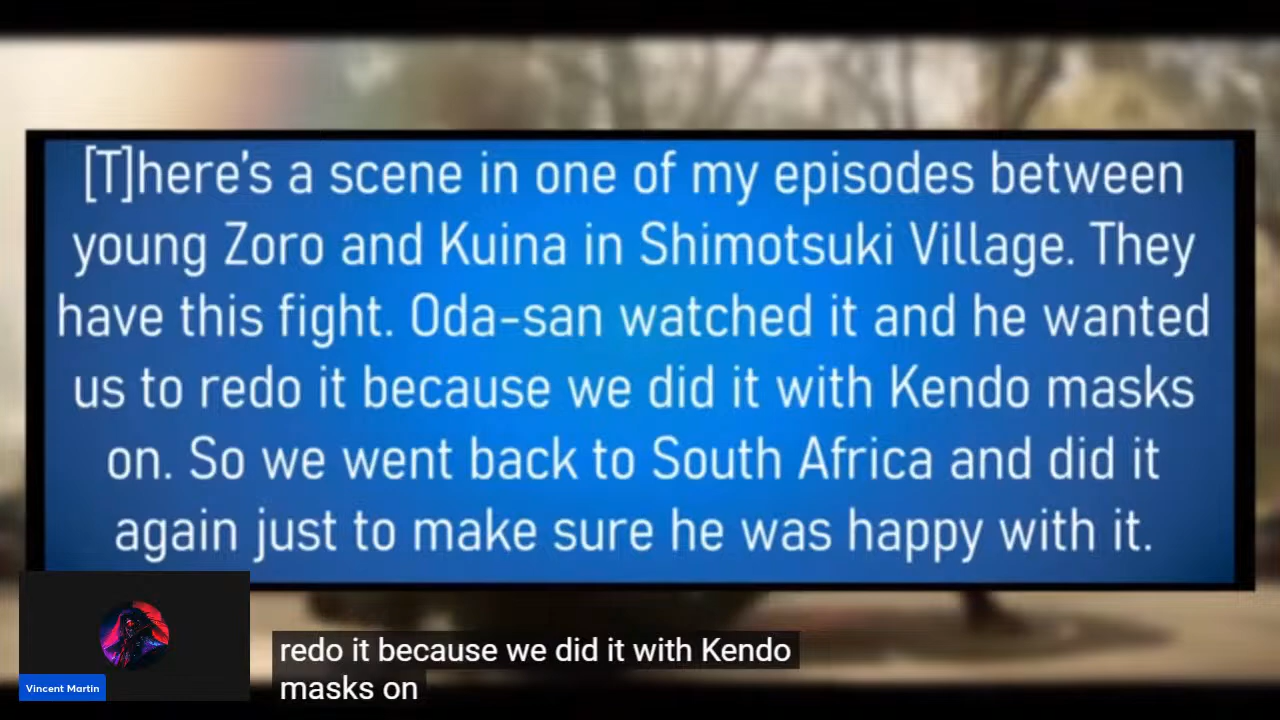 [T]here's a scene in one of my episodes between
young Zoro and Kuina in Shimotsuki Village. They
have this fight. Oda-san watched it and he wanted
us to redo it because we did it with Kendo masks
on. So we went back to South Africa and did it
again just to make sure he was happy with it.
redo it because we did it with Kendo
masks on
Vincent Martin